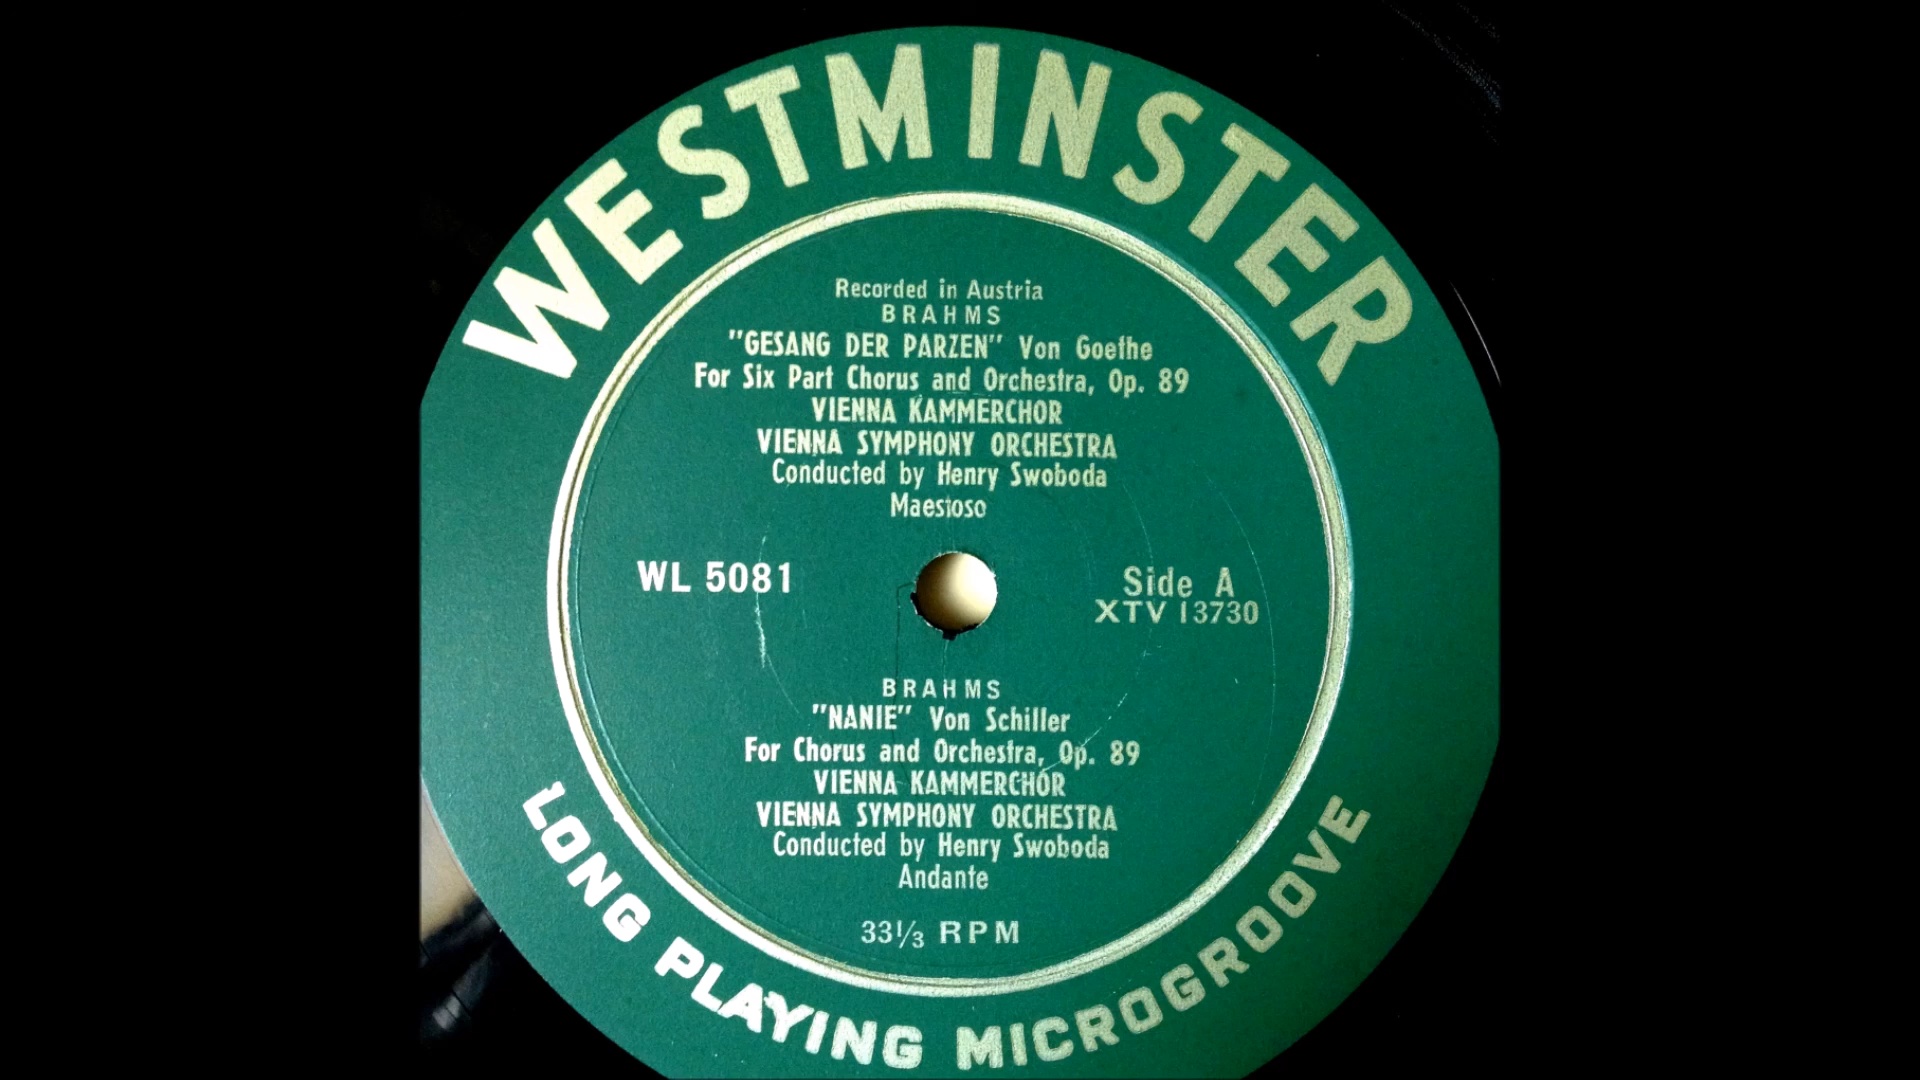 WESTMINSTER
Recorded in Austria
BRAHMS
"GESANG DER PARZEN" Von Goethe
For Six Part Chorus and Orchestra, Op. 89
VIENNA KAMMERCHOR
VIENNA SYMPHONY ORCHESTRA
Conducted by Henry Swoboda
Maestoso
WL 5081
Side A
XTV 13730
BRAHMS
"NANIE" Von Schiller
For Chorus and Orchestra, Op. 89
VIENNA KAMMERCHOR
VIENNA SYMPHONY ORCHESTRA
Conducted by Henry Swoboda
Andante
33⅓ RPM
LONG PLAYING MICROGROOVE